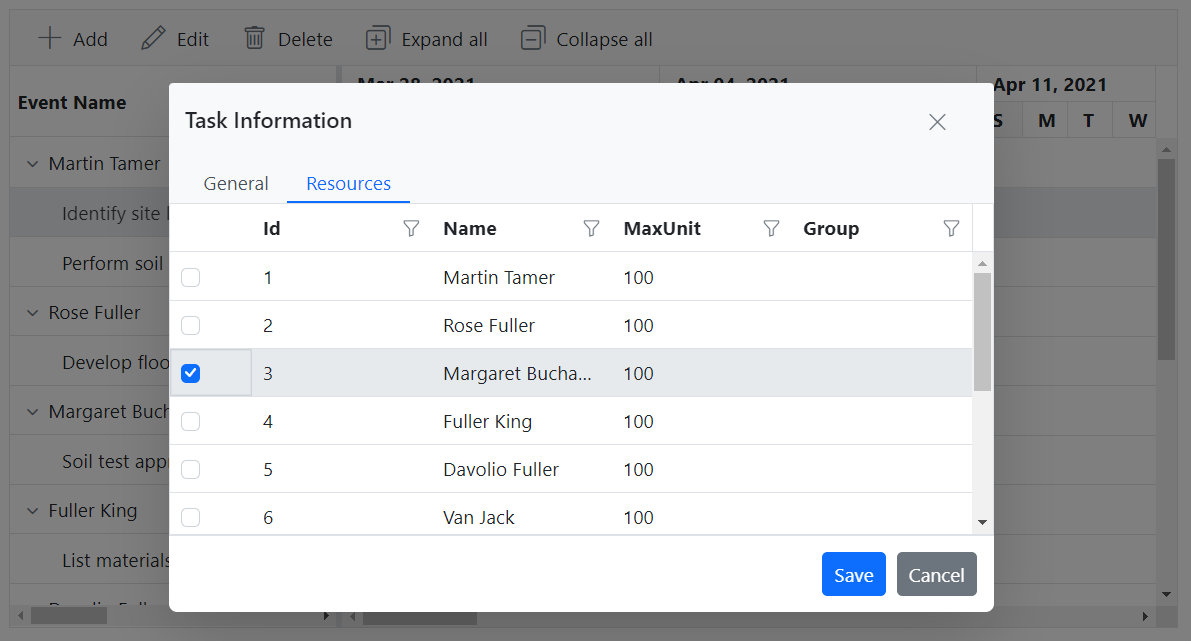 Add Edit Delete Expand all Collapse all
Mar 28, 2021 Apr 04, 2021 Apr 11, 2021
Event Name
S M T W
Task Information
General Resources
Id Name MaxUnit Group
1 Martin Tamer 100
2 Rose Fuller 100
3 Margaret Bucha... 100
4 Fuller King 100
5 Davolio Fuller 100
6 Van Jack 100
Save Cancel
Martin Tamer
Identify site
Perform soil
Rose Fuller
Develop floo
Margaret Buch
Soil test app
Fuller King
List materials